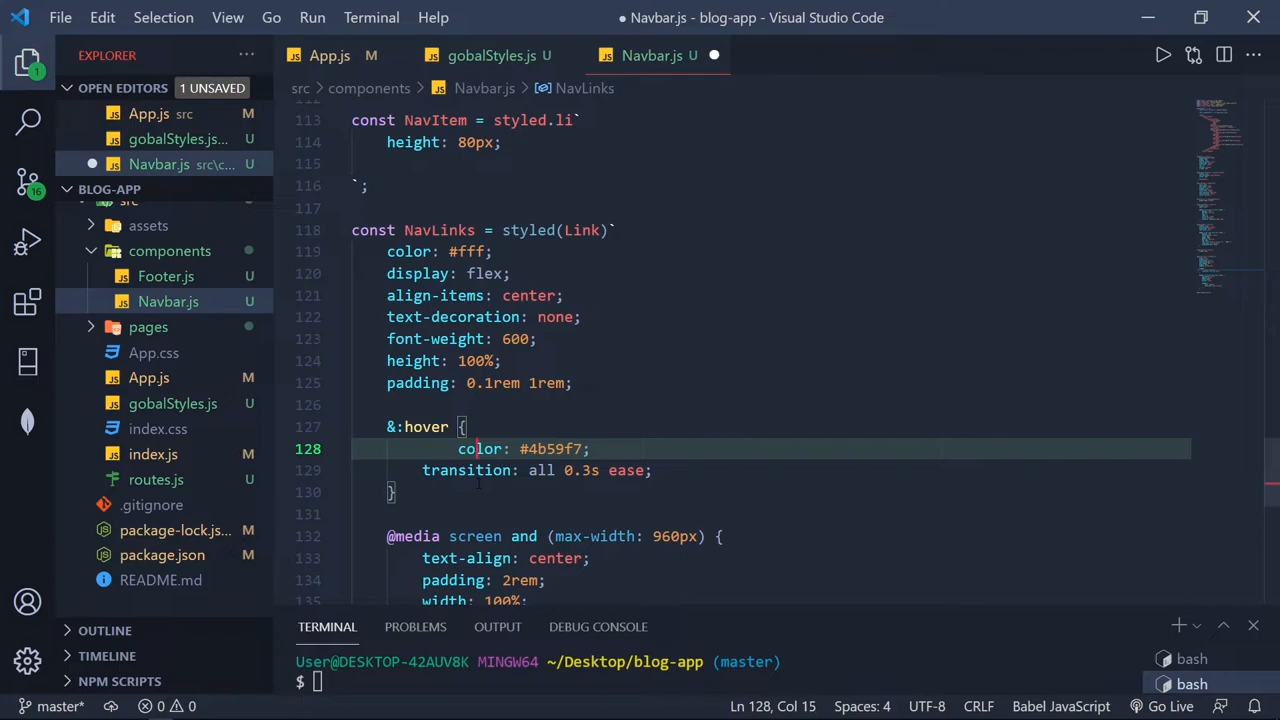 File Edit Selection View Go Run Terminal Help
● Navbar.js - blog-app - Visual Studio Code
EXPLORER
OPEN EDITORS 1 UNSAVED
App.js src M
gobalStyles.js... U
Navbar.js src\c... U
BLOG-APP
src
assets
components
Footer.js U
Navbar.js U
pages
App.css
App.js M
gobalStyles.js U
index.css
index.js M
routes.js U
.gitignore
package-lock.js... M
package.json M
README.md
OUTLINE
TIMELINE
NPM SCRIPTS
1
16
App.js M gobalStyles.js U Navbar.js U
src > components > Navbar.js > NavLinks
112
113 const NavItem = styled.li`
114 height: 80px;
115
116 `;
117
118 const NavLinks = styled(Link)`
119 color: #fff;
120 display: flex;
121 align-items: center;
122 text-decoration: none;
123 font-weight: 600;
124 height: 100%;
125 padding: 0.1rem 1rem;
126
127 &:hover {
128 color: #4b59f7;
129 transition: all 0.3s ease;
130 }
131
132 @media screen and (max-width: 960px) {
133 text-align: center;
134 padding: 2rem;
135 width: 100%;
TERMINAL PROBLEMS OUTPUT DEBUG CONSOLE
User@DESKTOP-42AUV8K MINGW64 ~/Desktop/blog-app (master)
$
bash
bash
master* 0 0 Ln 128, Col 15 Spaces: 4 UTF-8 CRLF Babel JavaScript Go Live